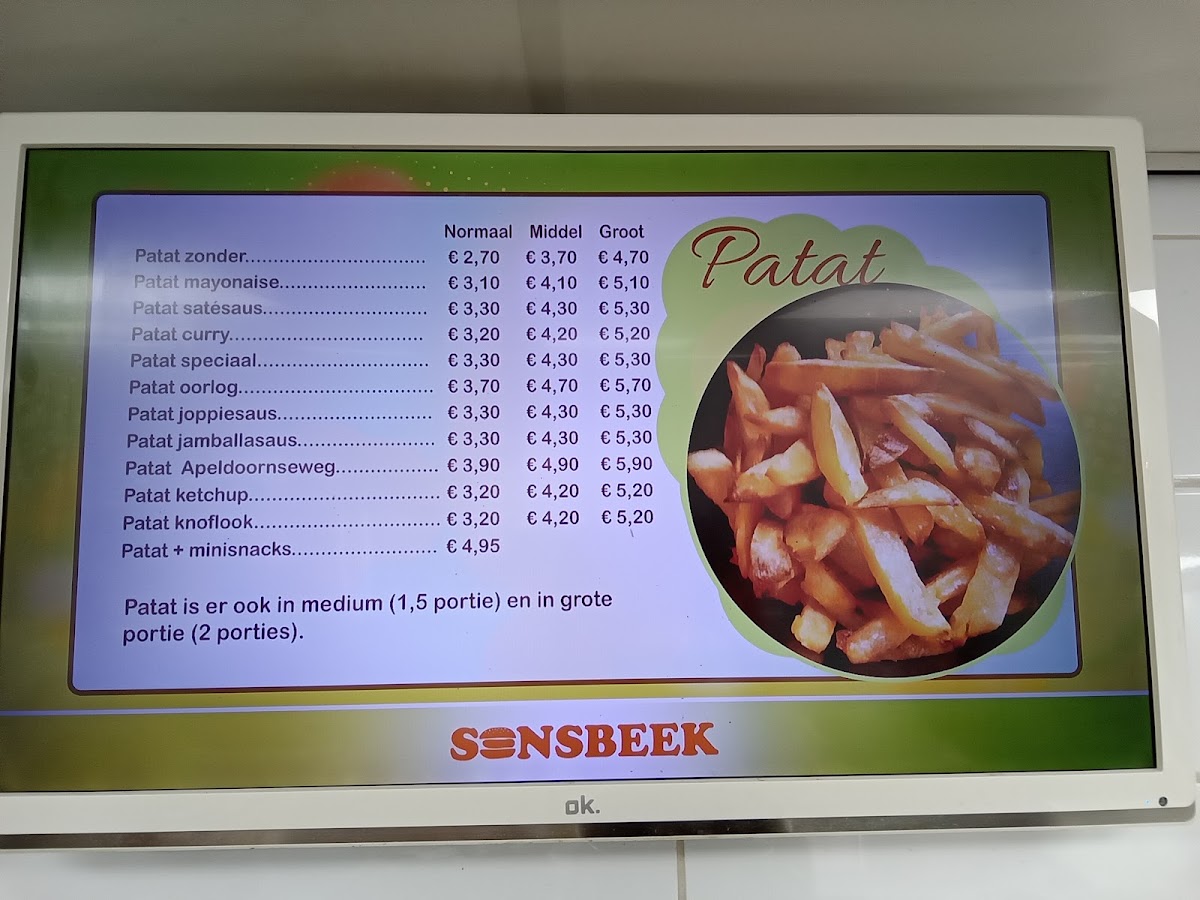 Patat
Normaal Middel Groot
Patat zonder.............................. € 2,70 € 3,70 € 4,70
Patat mayonaise......................... € 3,10 € 4,10 € 5,10
Patat satésaus............................ € 3,30 € 4,30 € 5,30
Patat curry................................. € 3,20 € 4,20 € 5,20
Patat speciaal............................. € 3,30 € 4,30 € 5,30
Patat oorlog................................. € 3,70 € 4,70 € 5,70
Patat joppiesaus.......................... € 3,30 € 4,30 € 5,30
Patat jamballasaus....................... € 3,30 € 4,30 € 5,30
Patat Apeldoornseweg.................. € 3,90 € 4,90 € 5,90
Patat ketchup................................. € 3,20 € 4,20 € 5,20
Patat knoflook................................ € 3,20 € 4,20 € 5,20
Patat + minisnacks......................... € 4,95
Patat is er ook in medium (1,5 portie) en in grote
portie (2 porties).
SONSBEEK
ok.